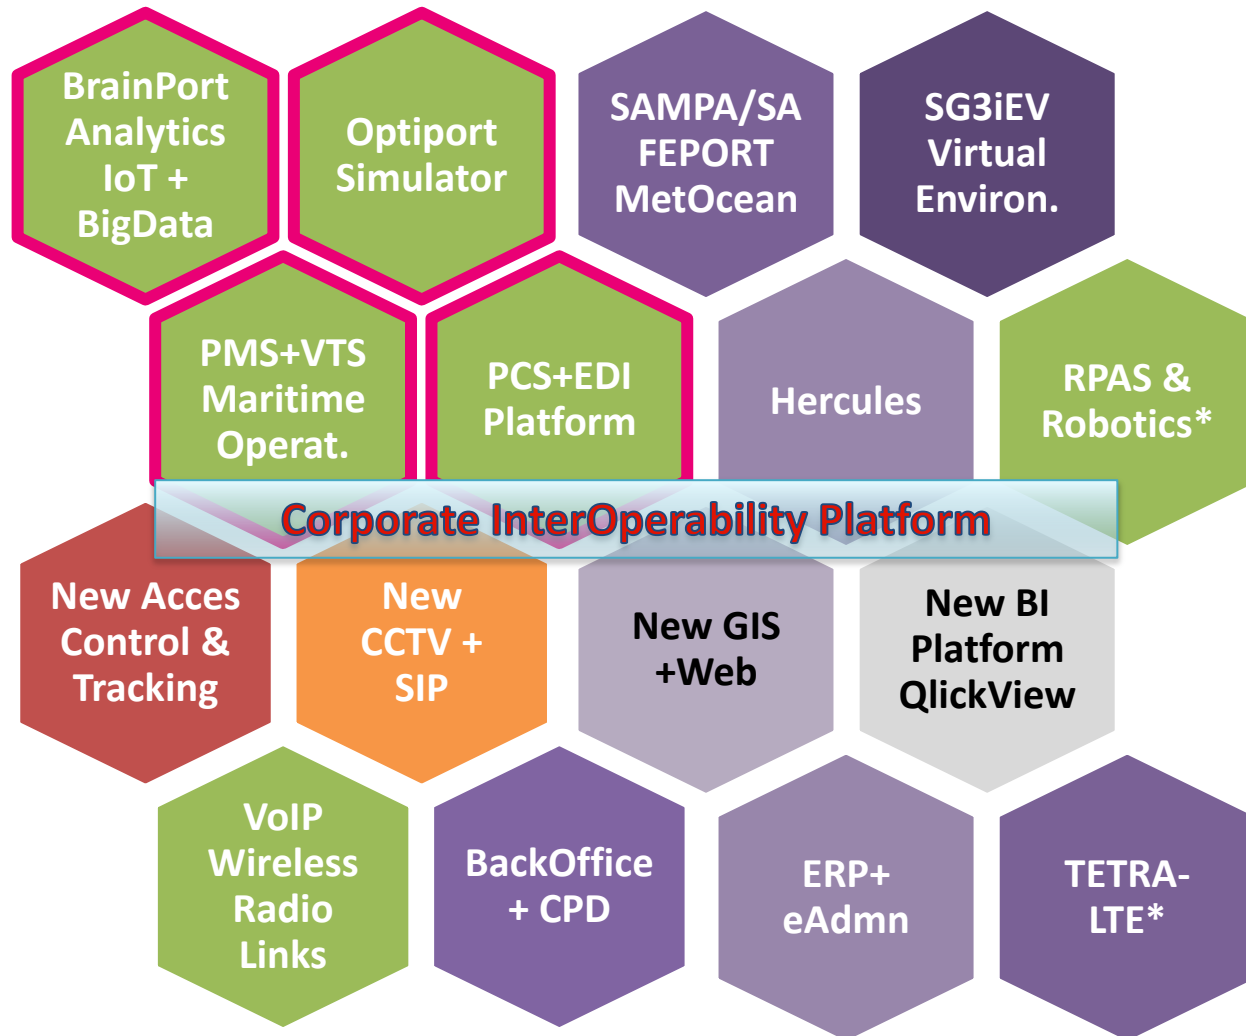 BrainPort
Analytics
IoT +
BigData
Optiport
Simulator
SAMPA/SA
FEPORT
MetOcean
SG3iEV
Virtual
Environ.
PMS+VTS
Maritime
Operat.
PCS+EDI
Platform
Hercules
RPAS &
Robotics*
Corporate InterOperability Platform
New Acces
Control &
Tracking
New
CCTV +
SIP
New GIS
+Web
New BI
Platform
QlickView
VoIP
Wireless
Radio
Links
BackOffice
+ CPD
ERP+
eAdmn
TETRA-
LTE*